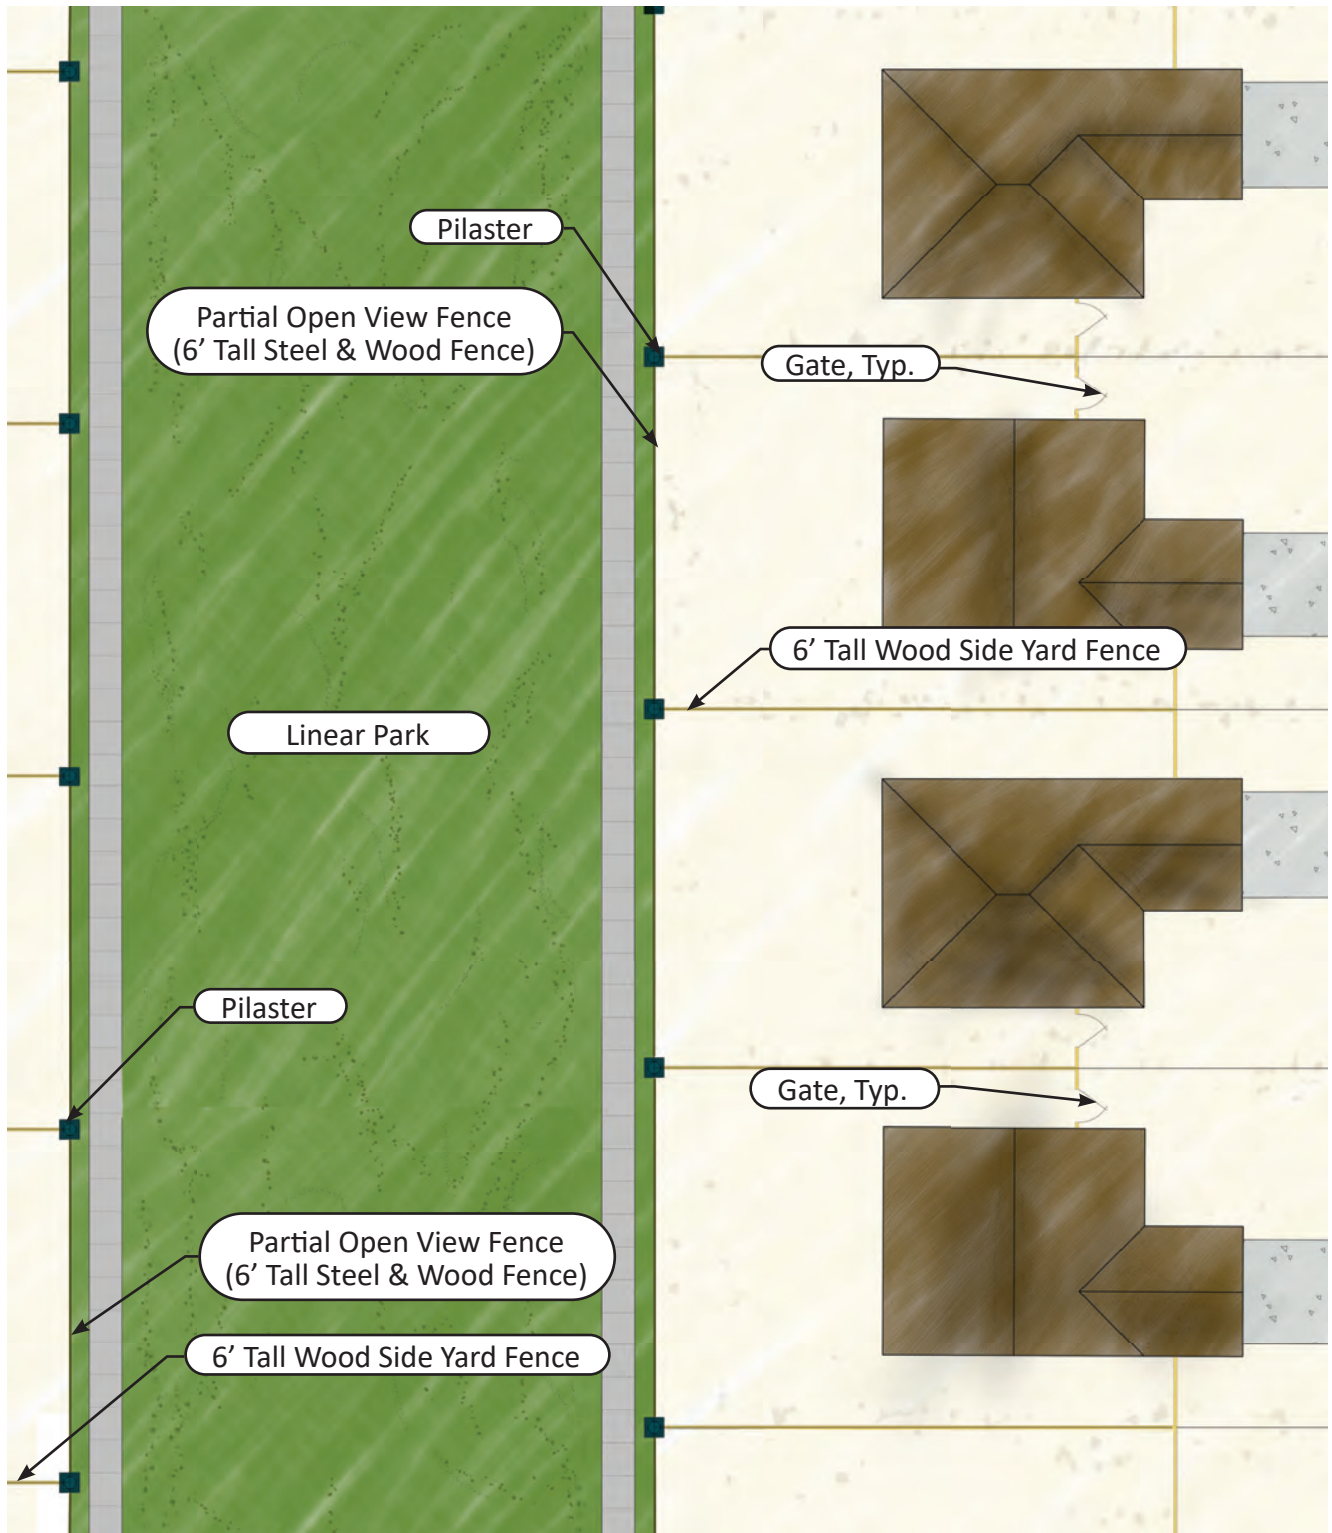 Pilaster
Partial Open View Fence
(6’ Tall Steel & Wood Fence)
Gate, Typ.
6’ Tall Wood Side Yard Fence
Linear Park
Pilaster
Gate, Typ.
Partial Open View Fence
(6’ Tall Steel & Wood Fence)
6’ Tall Wood Side Yard Fence